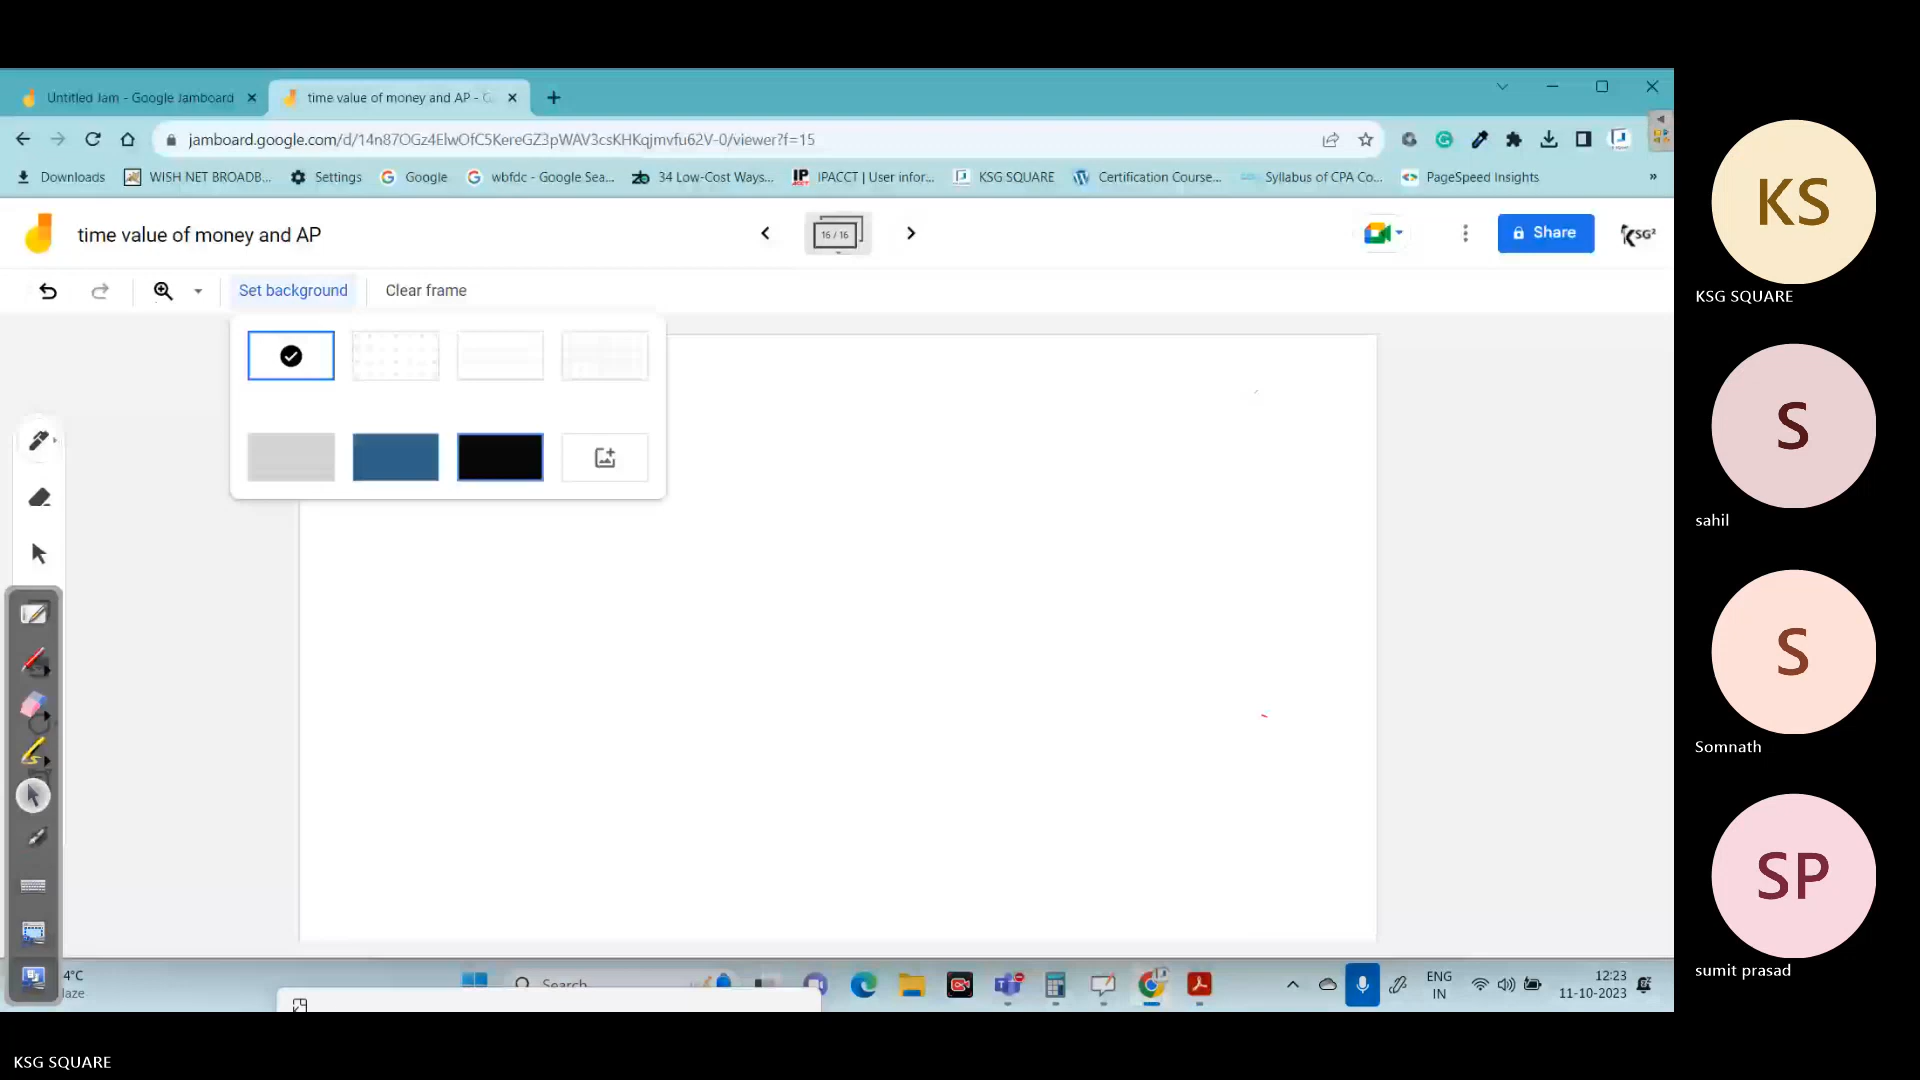 Untitled Jam - Google Jamboard
time value of money and AP - G
jamboard.google.com/d/14n87OGz4ElwOfC5KereGZ3pWAV3csKHKqjmvfu62V-0/viewer?f=15
Downloads
WISH NET BROADB...
Settings
Google
wbfdc - Google Sea...
34 Low-Cost Ways...
IPACCT | User infor...
KSG SQUARE
Certification Course...
Syllabus of CPA Co...
PageSpeed Insights
»
time value of money and AP
16 / 16
Share
KSG²
Set background
Clear frame
4°C
Search
ENG
IN
12:23
11-10-2023
KS
KSG SQUARE
S
sahil
S
Somnath
SP
sumit prasad
KSG SQUARE